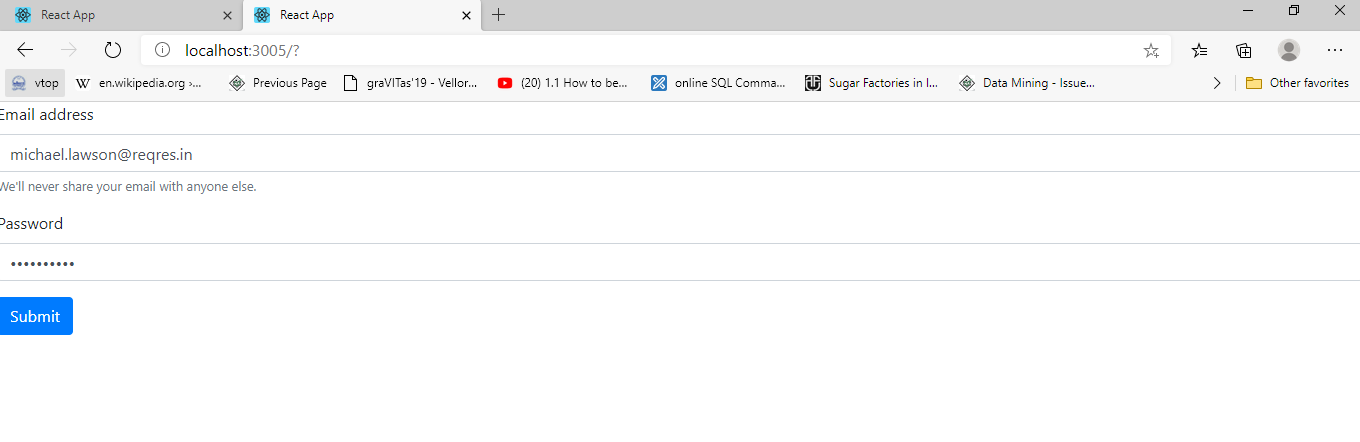 React App
React App
localhost:3005/?
vtop
W en.wikipedia.org ›...
Previous Page
graVITas'19 - Vellor...
(20) 1.1 How to be...
online SQL Comma...
Sugar Factories in I...
Data Mining - Issue...
Other favorites
Email address
michael.lawson@reqres.in
We'll never share your email with anyone else.
Password
••••••••••
Submit